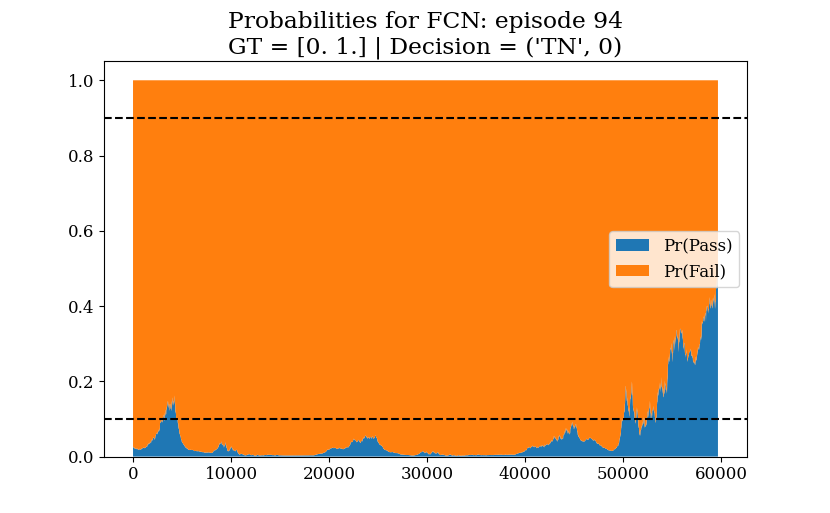 Probabilities for FCN: episode 94
GT = [0. 1.] | Decision = ('TN', 0)
1.0
0.8
0.6
0.4
0.2
0.0
Pr(Pass)
Pr(Fail)
0 10000 20000 30000 40000 50000 60000